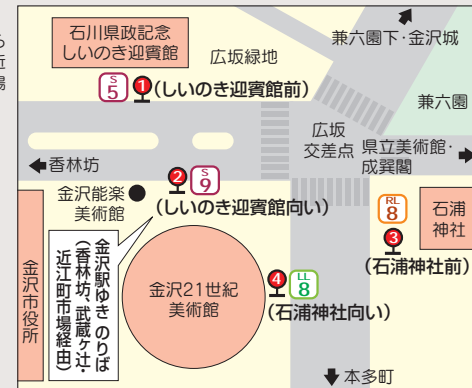 石川県政記念
しいのき迎賓館
広坂緑地
兼六園下・金沢城
兼六園
S
5
1
(しいのき迎賓館前)
広坂
交差点
県立美術館・
成巽閣
香林坊
金沢能楽
美術館
2
S
9
(しいのき迎賓館向い)
RL
8
3
石浦
神社
(石浦神社前)
金沢市役所
金沢駅ゆき のりば
(香林坊、武蔵ヶ辻・
近江町市場経由)
金沢21世紀
美術館
4
LL
8
(石浦神社向い)
本多町